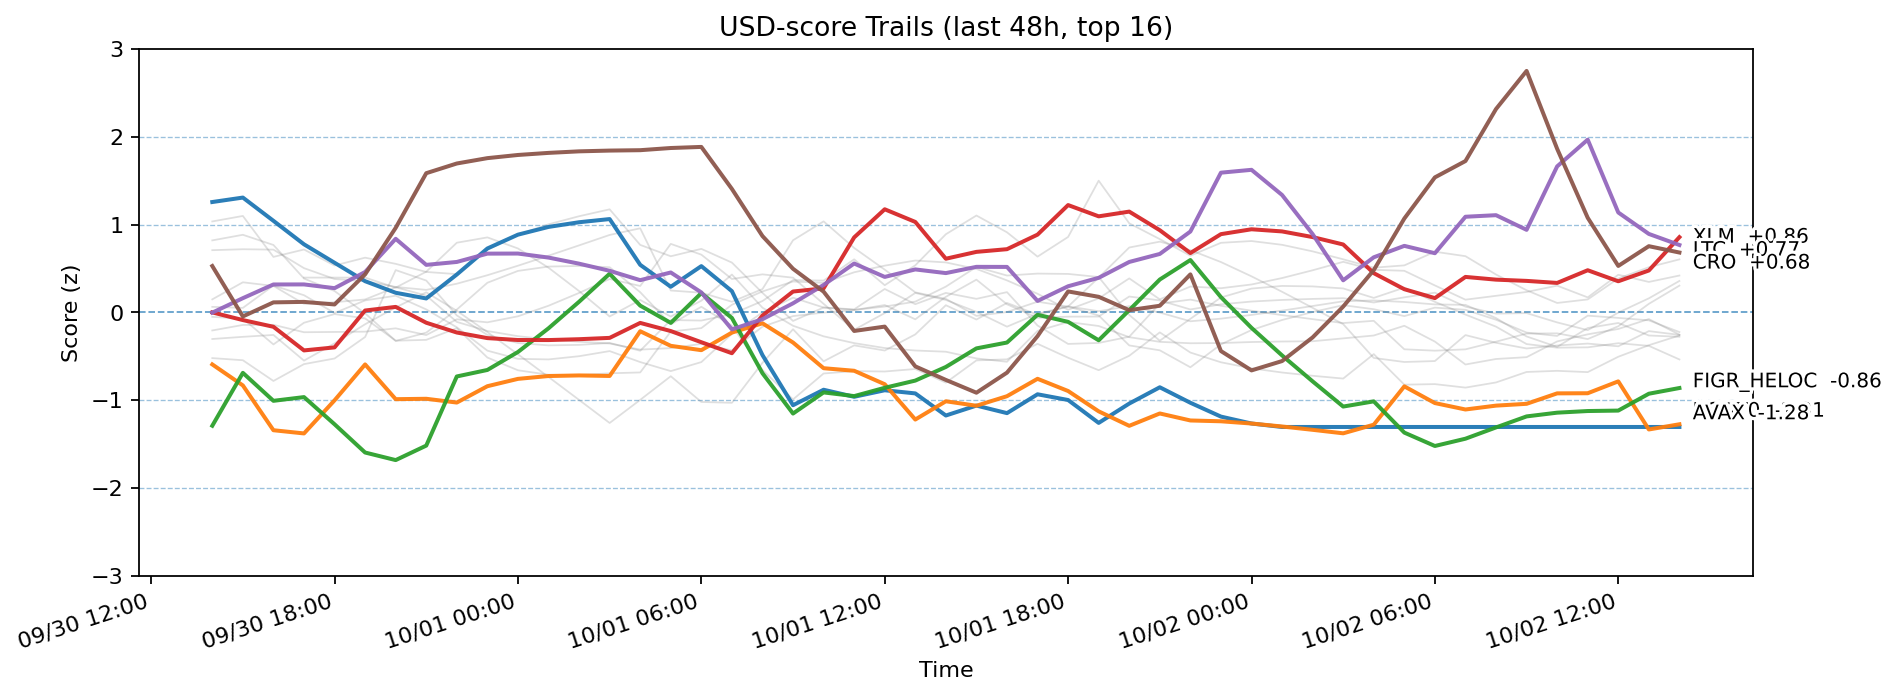 USD-score Trails (last 48h, top 16)
Score (z)
3
2
1
0
−1
−2
−3
XLM +0.86
LTC +0.77
CRO +0.68
FIGR_HELOC -0.86
AVAX -1.28
09/30 12:00
09/30 18:00
10/01 00:00
10/01 06:00
10/01 12:00
10/01 18:00
10/02 00:00
10/02 06:00
10/02 12:00
Time